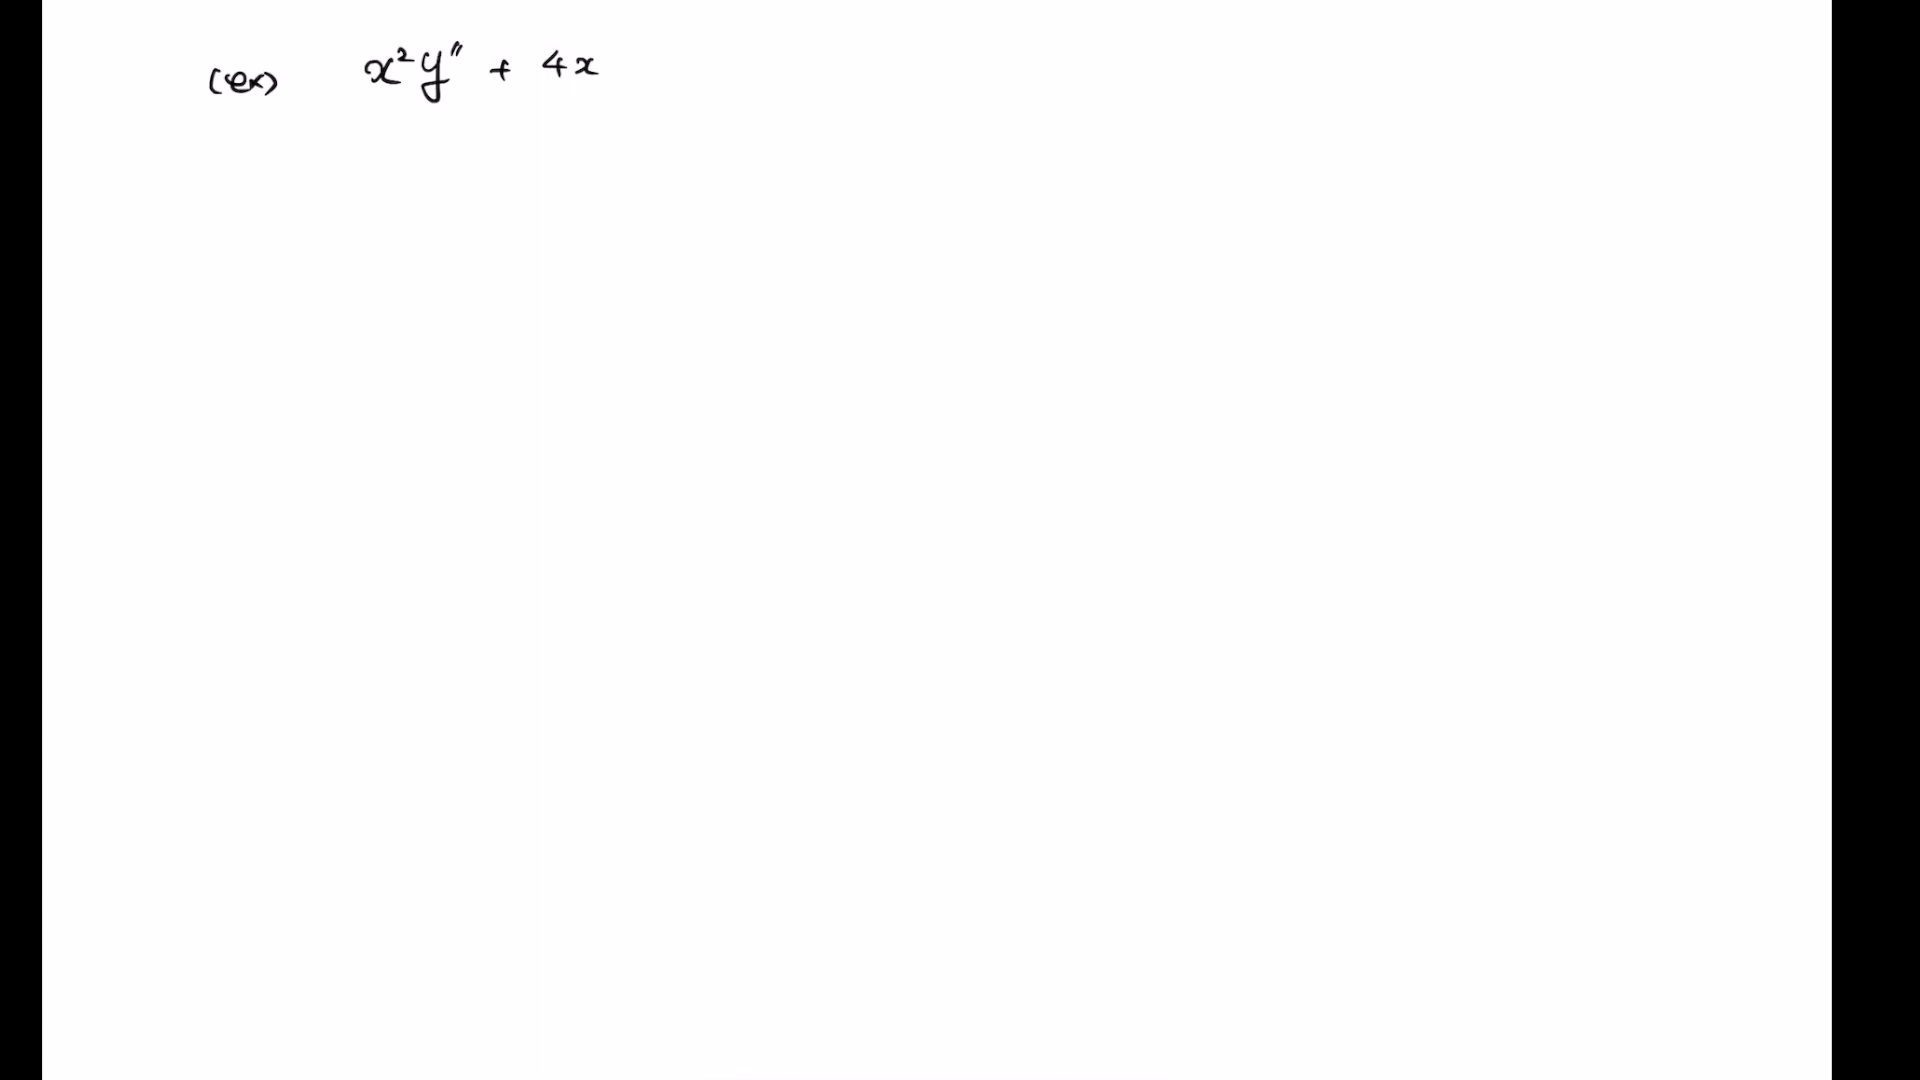 (ex) x²y″ + 4x